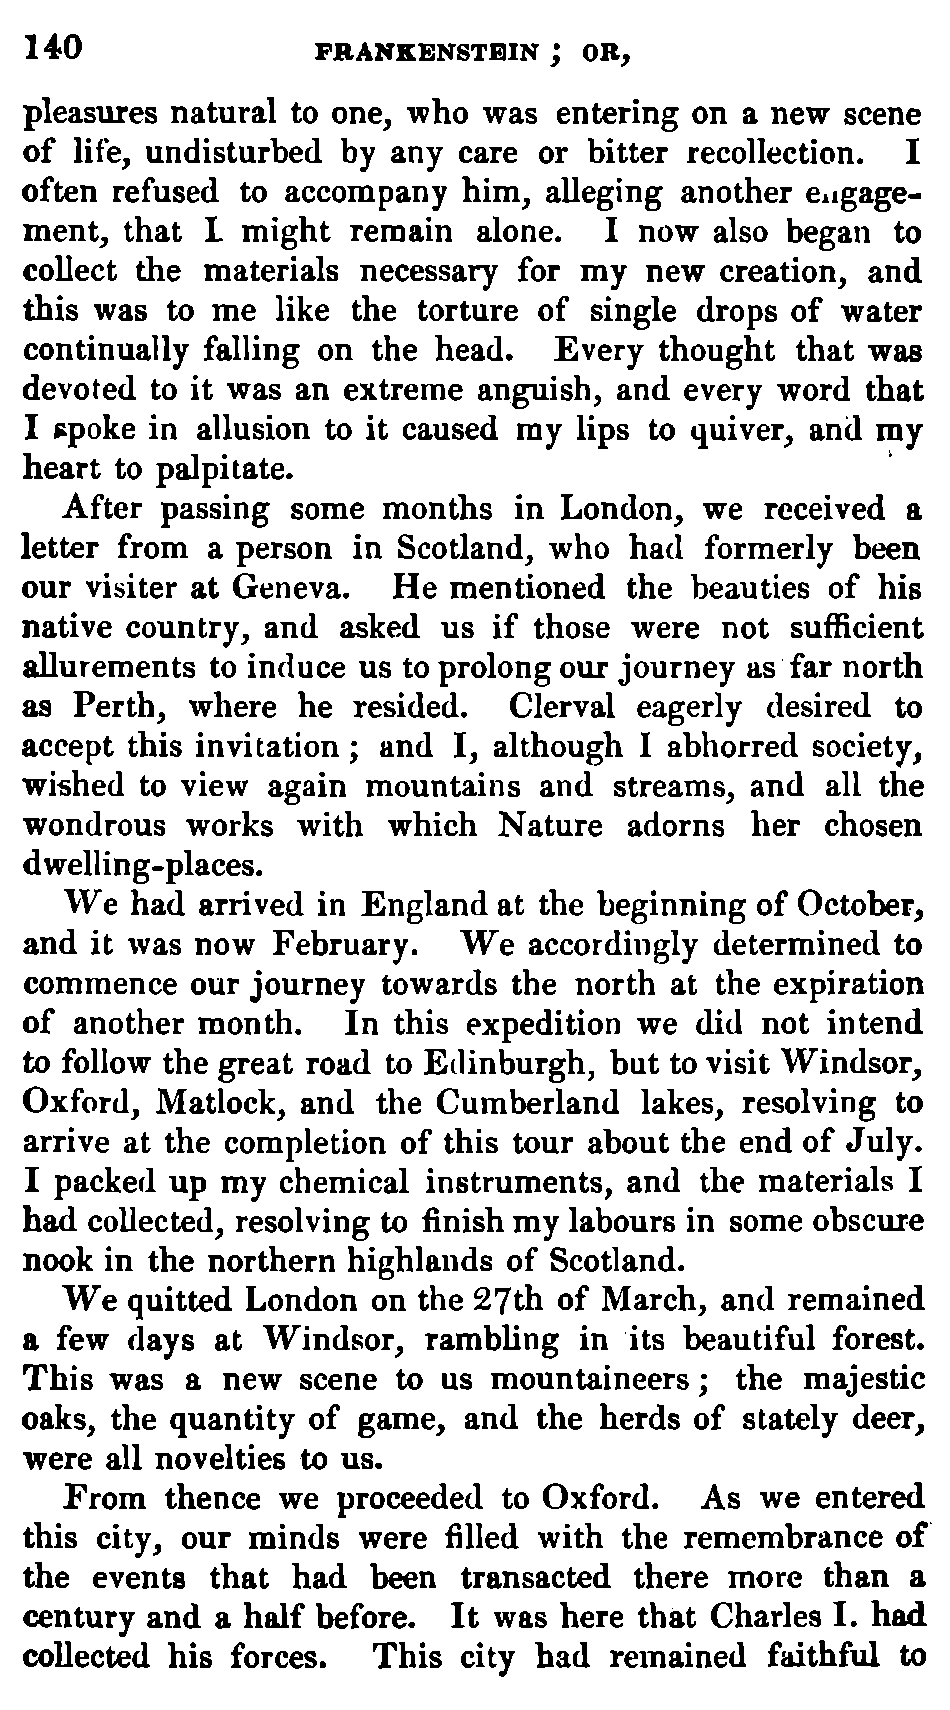 140 FRANKENSTEIN ; OR,
pleasures natural to one, who was entering on a new scene
of life, undisturbed by any care or bitter recollection. I
often refused to accompany him, alleging another engage-
ment, that I might remain alone. I now also began to
collect the materials necessary for my new creation, and
this was to me like the torture of single drops of water
continually falling on the head. Every thought that was
devoted to it was an extreme anguish, and every word that
I spoke in allusion to it caused my lips to quiver, and my
heart to palpitate.
After passing some months in London, we received a
letter from a person in Scotland, who had formerly been
our visiter at Geneva. He mentioned the beauties of his
native country, and asked us if those were not sufficient
allurements to induce us to prolong our journey as far north
as Perth, where he resided. Clerval eagerly desired to
accept this invitation ; and I, although I abhorred society,
wished to view again mountains and streams, and all the
wondrous works with which Nature adorns her chosen
dwelling-places.
We had arrived in England at the beginning of October,
and it was now February. We accordingly determined to
commence our journey towards the north at the expiration
of another month. In this expedition we did not intend
to follow the great road to Edinburgh, but to visit Windsor,
Oxford, Matlock, and the Cumberland lakes, resolving to
arrive at the completion of this tour about the end of July.
I packed up my chemical instruments, and the materials I
had collected, resolving to finish my labours in some obscure
nook in the northern highlands of Scotland.
We quitted London on the 27th of March, and remained
a few days at Windsor, rambling in its beautiful forest.
This was a new scene to us mountaineers ; the majestic
oaks, the quantity of game, and the herds of stately deer,
were all novelties to us.
From thence we proceeded to Oxford. As we entered
this city, our minds were filled with the remembrance of
the events that had been transacted there more than a
century and a half before. It was here that Charles I. had
collected his forces. This city had remained faithful to